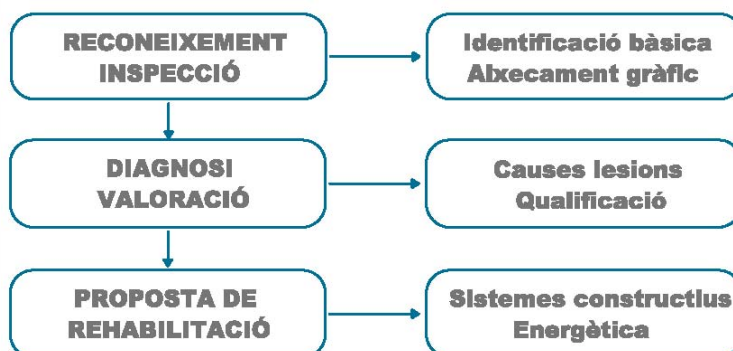 RECONEIXEMENT
INSPECCIÓ
Identificació bàsica
Aixecament gràfic
DIAGNOSI
VALORACIÓ
Causes lesions
Qualificació
PROPOSTA DE
REHABILITACIÓ
Sistemes constructius
Energètica